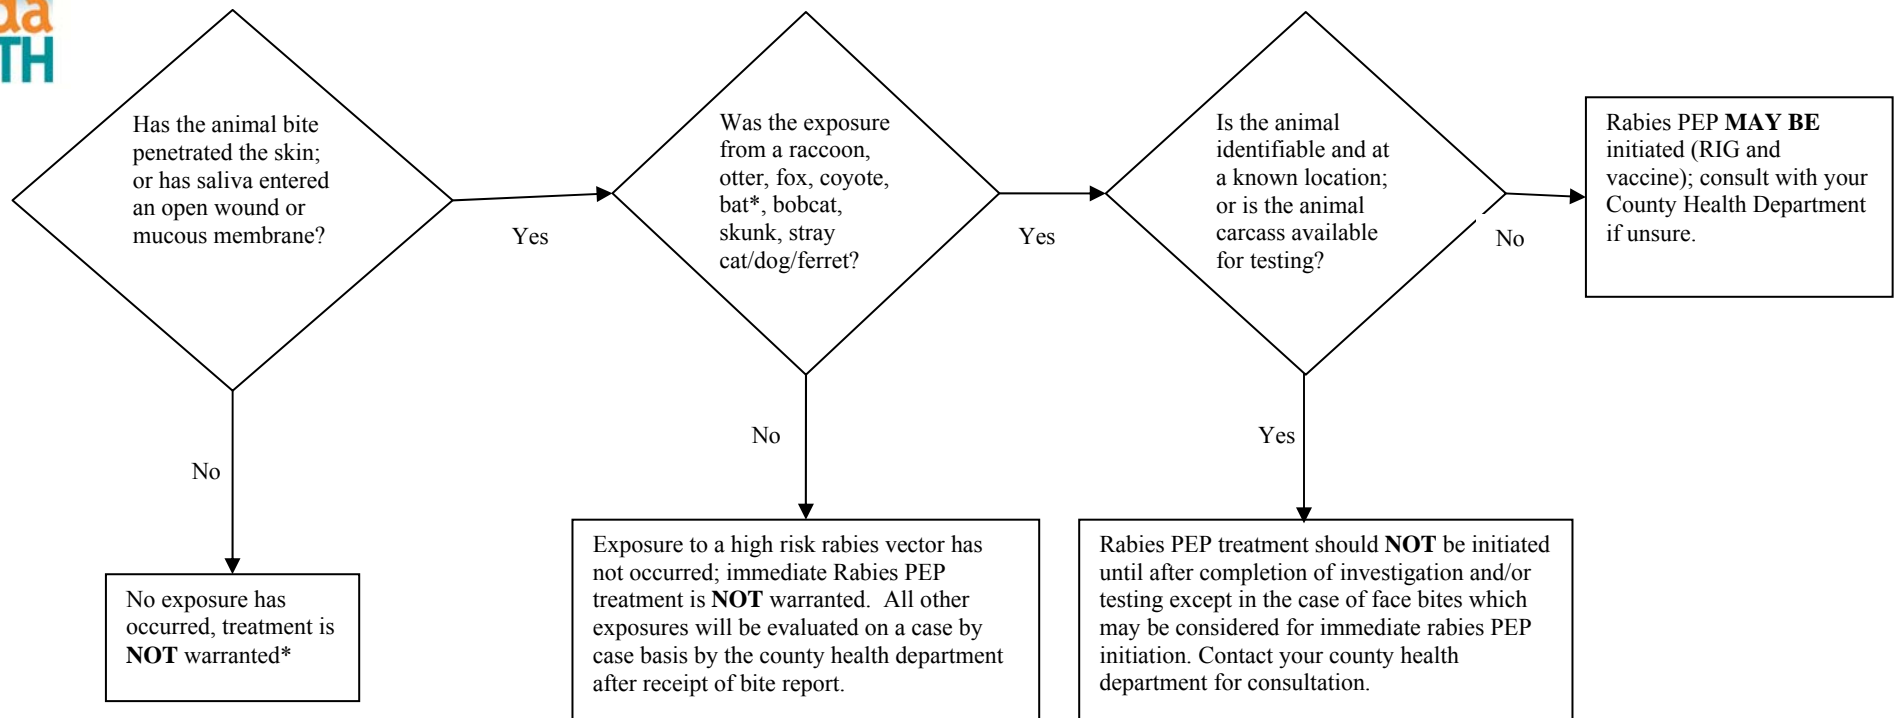 da
TH
Has the animal bite
penetrated the skin;
or has saliva entered
an open wound or
mucous membrane?
Yes
No
No exposure has
occurred, treatment is
NOT warranted*
Was the exposure
from a raccoon,
otter, fox, coyote,
bat*, bobcat,
skunk, stray
cat/dog/ferret?
Yes
No
Exposure to a high risk rabies vector has
not occurred; immediate Rabies PEP
treatment is NOT warranted. All other
exposures will be evaluated on a case by
case basis by the county health department
after receipt of bite report.
Is the animal
identifiable and at
a known location;
or is the animal
carcass available
for testing?
No
Yes
Rabies PEP treatment should NOT be initiated
until after completion of investigation and/or
testing except in the case of face bites which
may be considered for immediate rabies PEP
initiation. Contact your county health
department for consultation.
Rabies PEP MAY BE
initiated (RIG and
vaccine); consult with your
County Health Department
if unsure.